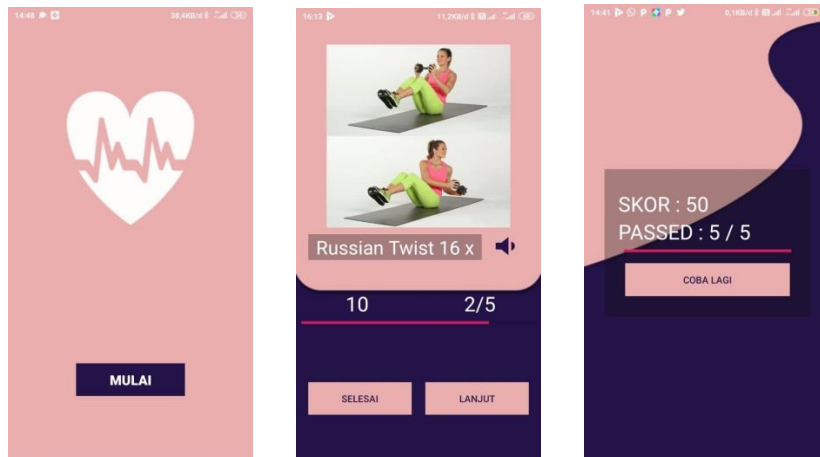 14:48
38,4KB/d
MULAI
16:13
11,2KB/d
Russian Twist 16 x
10 2/5
SELESAI LANJUT
14:41
0,1KB/d
SKOR : 50
PASSED : 5 / 5
COBA LAGI